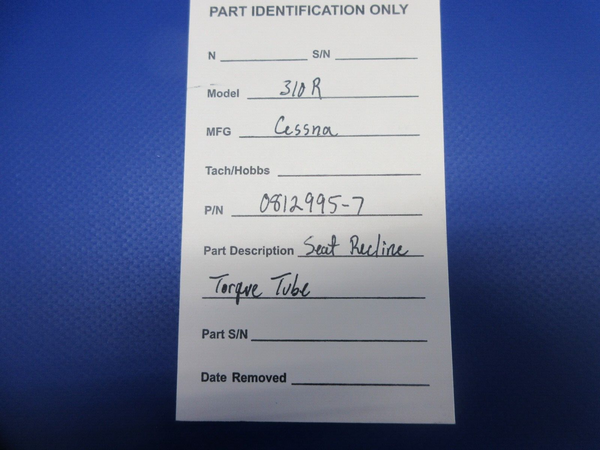 PART IDENTIFICATION ONLY
N S/N
Model 310R
MFG Cessna
Tach/Hobbs
P/N 0812995-7
Part Description Seat Recline
Torque Tube
Part S/N
Date Removed